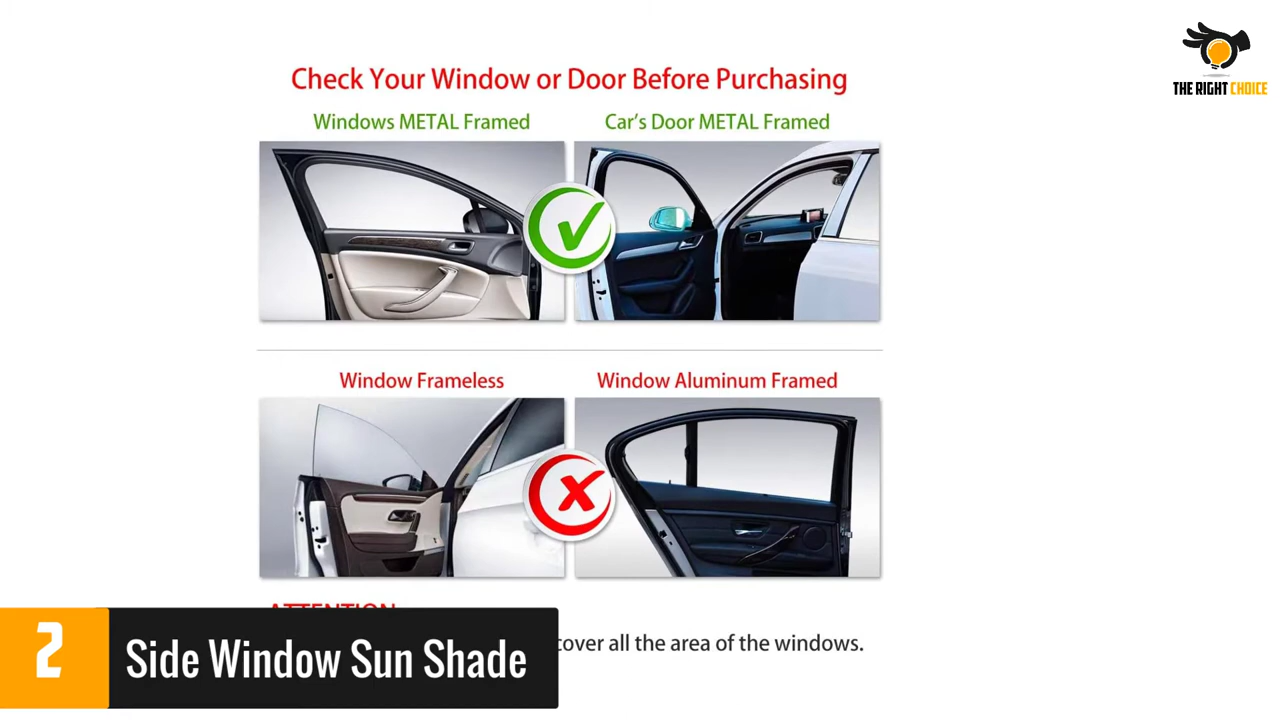 THE RIGHT CHOICE
Check Your Window or Door Before Purchasing
Windows METAL Framed
Car's Door METAL Framed
Window Frameless
Window Aluminum Framed
ATTENTION
cover all the area of the windows.
2
Side Window Sun Shade